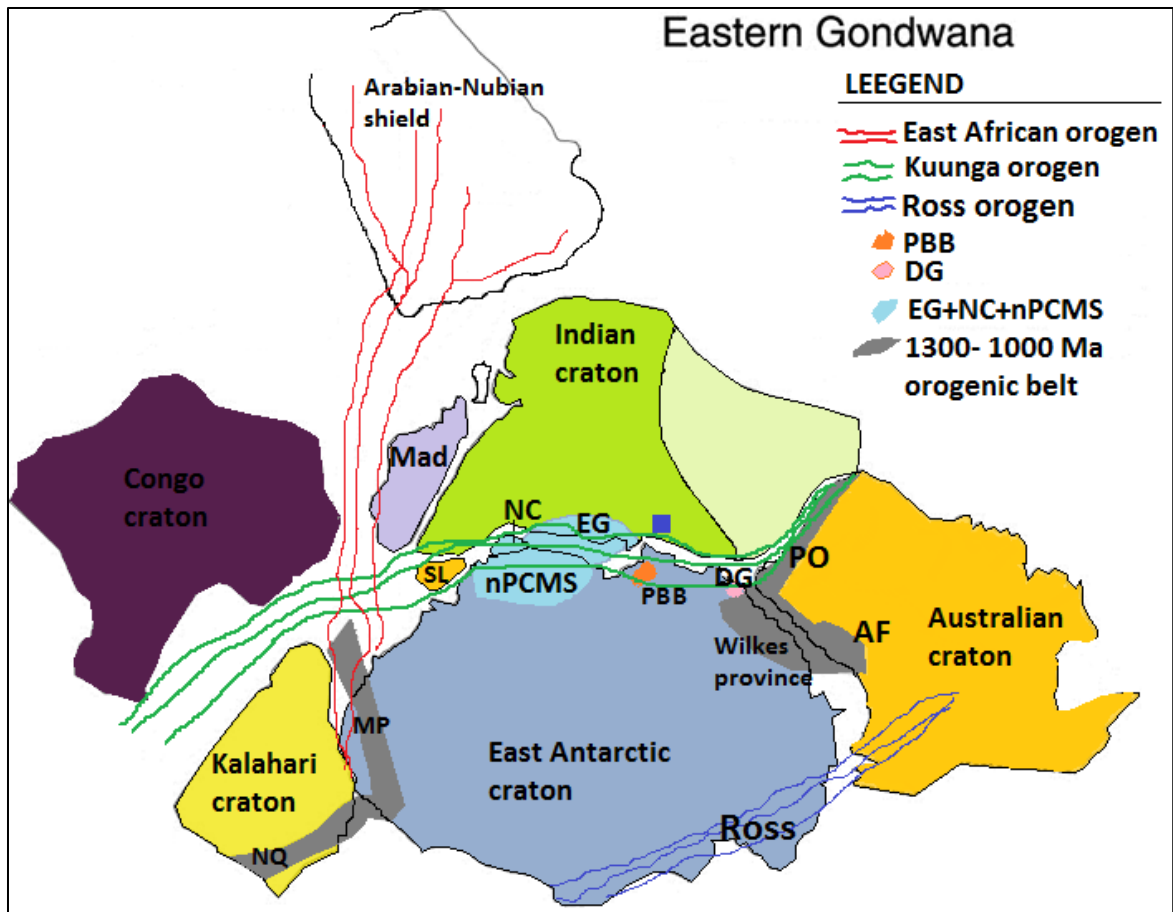 Eastern Gondwana
LEEGEND
East African orogen
Kuunga orogen
Ross orogen
PBB
DG
EG+NC+nPCMS
1300- 1000 Ma
orogenic belt
Arabian-Nubian
shield
Indian
craton
Mad
Congo
craton
NC
EG
SL
nPCMS
PBB
DG
PO
AF
Wilkes
province
Australian
craton
MP
Kalahari
craton
East Antarctic
craton
Ross
NQ